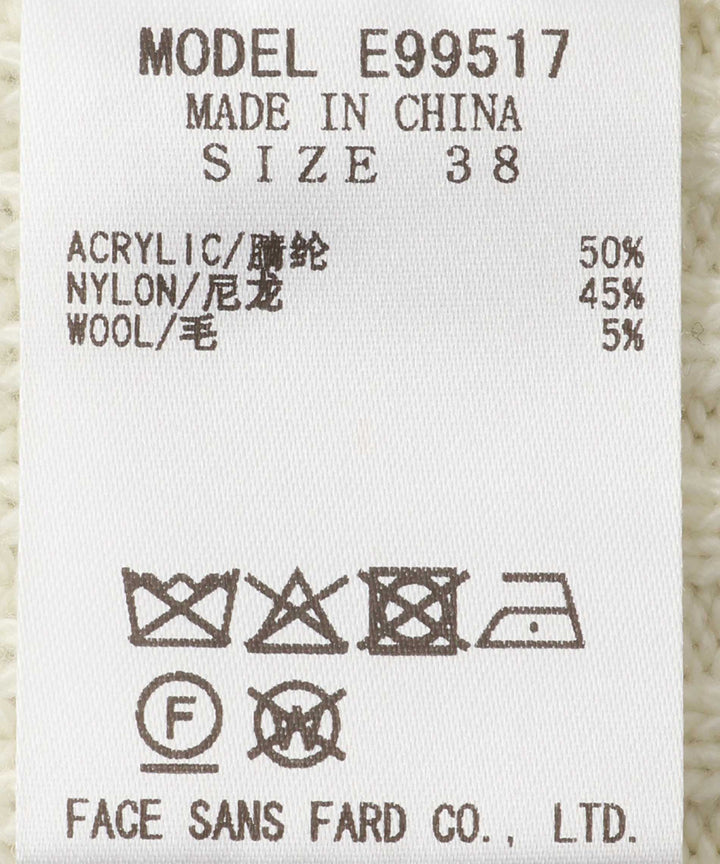 MODEL E99517
MADE IN CHINA
SIZE 38
ACRYLIC/腈纶 50%
NYLON/尼龙 45%
WOOL/毛 5%
F W
FACE SANS FARD CO., LTD.